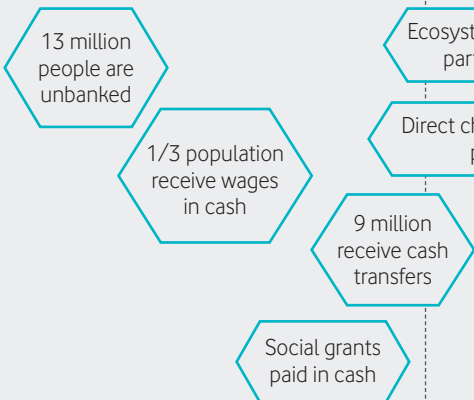 13 million
people are
unbanked
1/3 population
receive wages
in cash
9 million
receive cash
transfers
Social grants
paid in cash
Direct